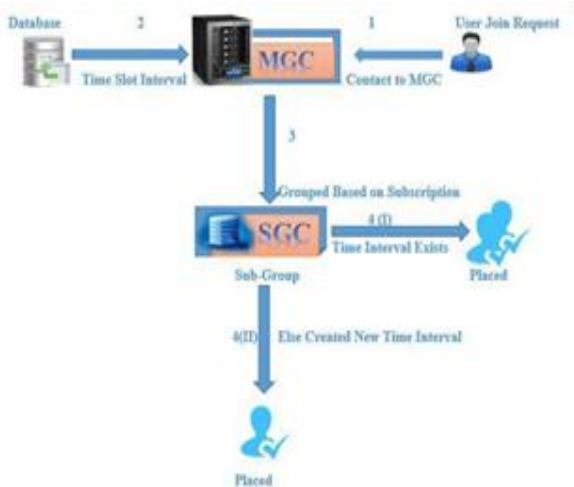 Database
2
1
User Join Request
MGC
Time Slot Interval
Contact to MGC
3
Grouped Based on Subscription
SGC
4 (I)
Time Interval Exists
Sub-Group
Placed
4(II)
Else Created New Time Interval
Placed